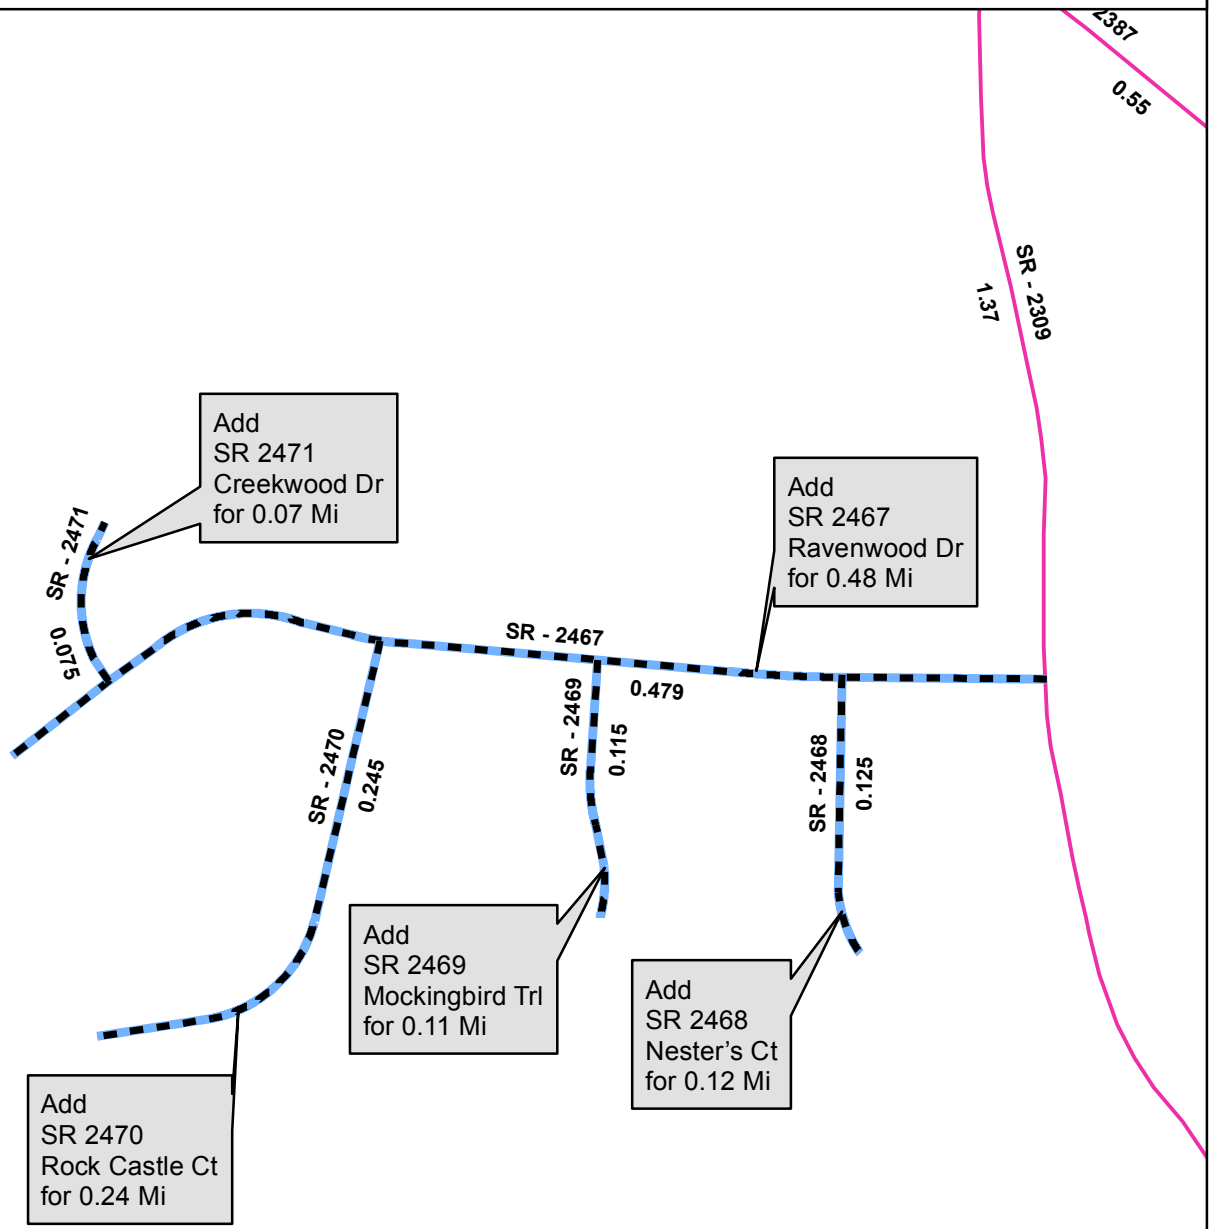 2387
0.55
SR - 2309
1.37
Add
SR 2471
Creekwood Dr
for 0.07 Mi
Add
SR 2467
Ravenwood Dr
for 0.48 Mi
SR - 2471
0.075
SR - 2467
0.479
SR - 2469
0.115
SR - 2470
0.245
SR - 2468
0.125
Add
SR 2469
Mockingbird Trl
for 0.11 Mi
Add
SR 2468
Nester’s Ct
for 0.12 Mi
Add
SR 2470
Rock Castle Ct
for 0.24 Mi